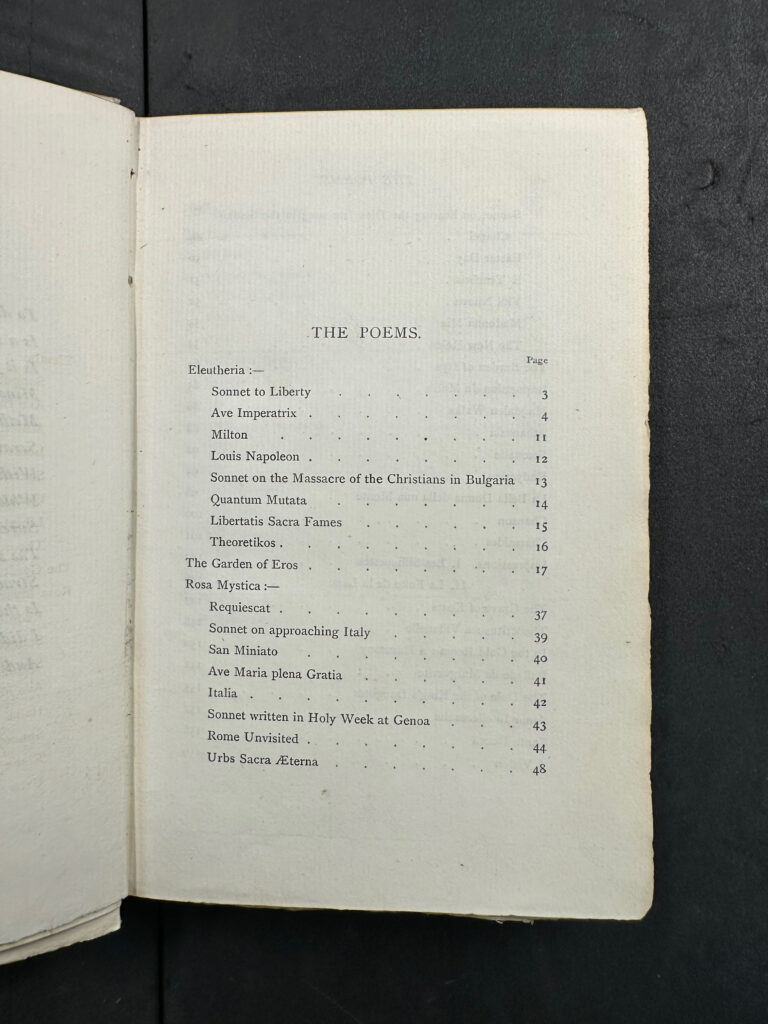 THE POEMS.
Page
Eleutheria :—
Sonnet to Liberty . . . . . . . 3
Ave Imperatrix . . . . . . . . 4
Milton . . . . . . . . . 11
Louis Napoleon . . . . . . . . 12
Sonnet on the Massacre of the Christians in Bulgaria 13
Quantum Mutata . . . . . . . 14
Libertatis Sacra Fames . . . . . . 15
Theoretikos . . . . . . . . . 16
The Garden of Eros . . . . . . . . 17
Rosa Mystica :—
Requiescat . . . . . . . . . 37
Sonnet on approaching Italy . . . . . 39
San Miniato . . . . . . . . 40
Ave Maria plena Gratia . . . . . . 41
Italia . . . . . . . . . . 42
Sonnet written in Holy Week at Genoa . . . 43
Rome Unvisited . . . . . . . . 44
Urbs Sacra Æterna . . . . . . . 48